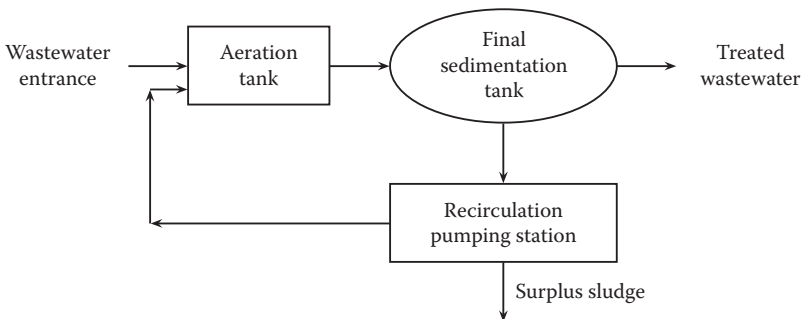 Wastewater
entrance
Aeration
tank
Final
sedimentation
tank
Treated
wastewater
Recirculation
pumping station
Surplus sludge